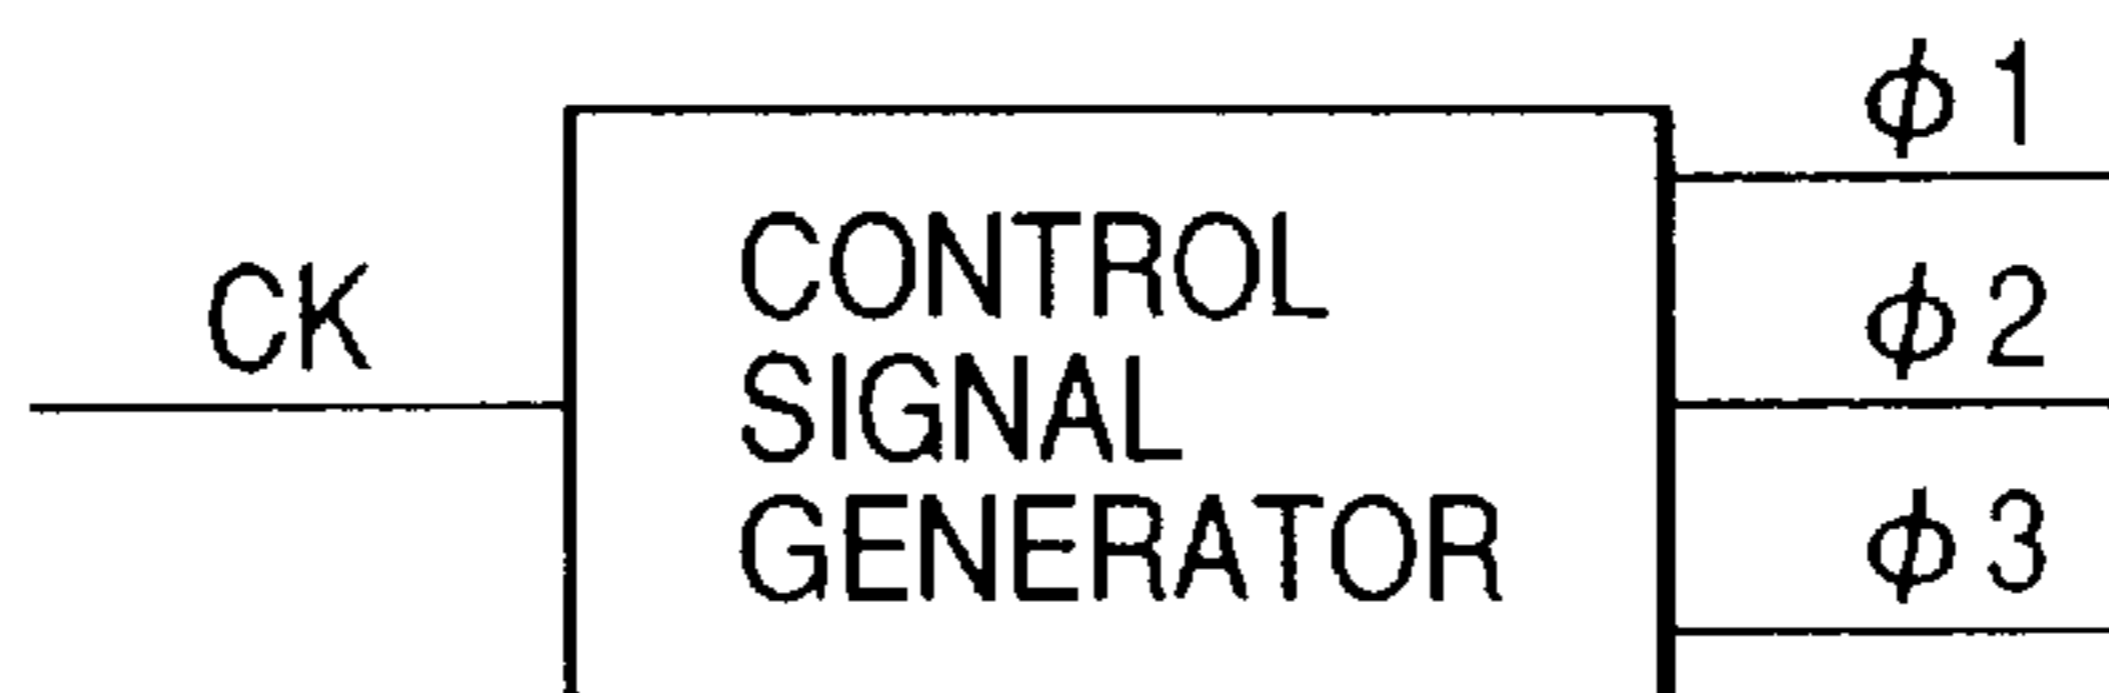 CK
CONTROL
SIGNAL
GENERATOR
ϕ1
ϕ2
ϕ3